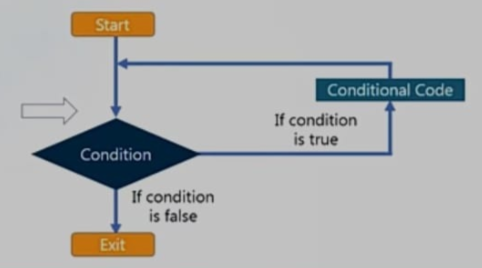 Start
Conditional Code
If condition
is true
Condition
If condition
is false
Exit